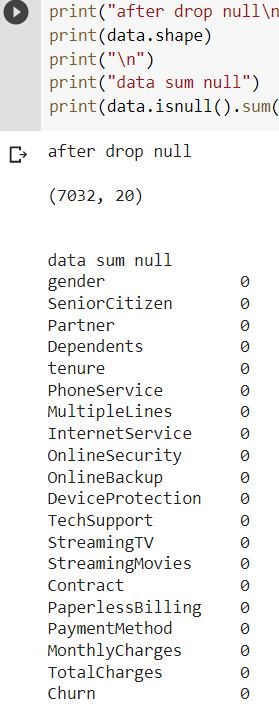 print("after drop null\n
print(data.shape)
print("\n")
print("data sum null")
print(data.isnull().sum(
after drop null
(7032, 20)
data sum null
gender 0
SeniorCitizen 0
Partner 0
Dependents 0
tenure 0
PhoneService 0
MultipleLines 0
InternetService 0
OnlineSecurity 0
OnlineBackup 0
DeviceProtection 0
TechSupport 0
StreamingTV 0
StreamingMovies 0
Contract 0
PaperlessBilling 0
PaymentMethod 0
MonthlyCharges 0
TotalCharges 0
Churn 0